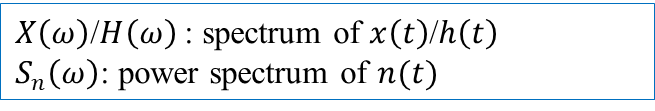 X(ω)/H(ω) : spectrum of x(t)/h(t)
Sₙ(ω): power spectrum of n(t)